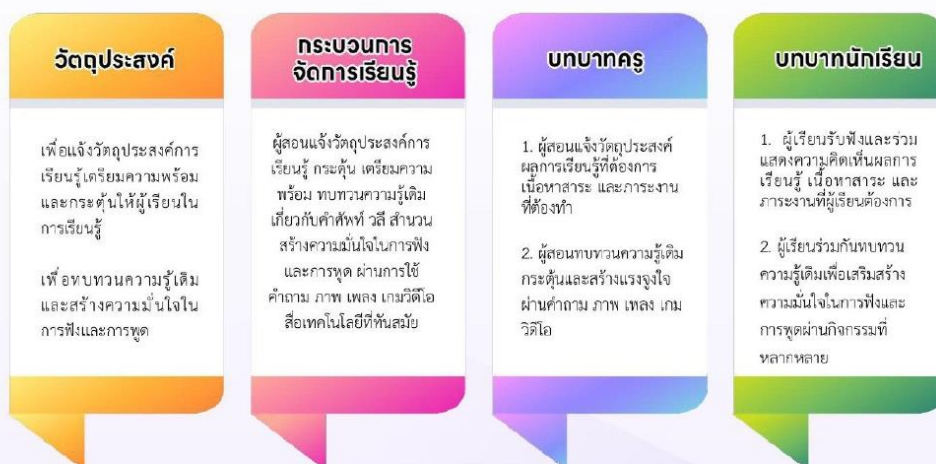 วัตถุประสงค์
เพื่อแจ้งวัตถุประสงค์การ
เรียนรู้เตรียมความพร้อม
และกระตุ้นให้ผู้เรียนใน
การเรียนรู้
เพื่อทบทวนความรู้เดิม
และสร้างความมั่นใจใน
การฟังและการพูด
กระบวนการ
จัดการเรียนรู้
ผู้สอนแจ้งวัตถุประสงค์การ
เรียนรู้ กระตุ้น เตรียมความ
พร้อม ทบทวนความรู้เดิม
เกี่ยวกับคำศัพท์ วลี สำนวน
สร้างความมั่นใจในการฟัง
และการพูด ผ่านการใช้
คำถาม ภาพ เพลง เกมวิดีโอ
สื่อเทคโนโลยีที่ทันสมัย
บทบาทครู
1. ผู้สอนแจ้งวัตถุประสงค์
ผลการเรียนรู้ที่ต้องการ
เนื้อหาสาระ และภาระงาน
ที่ต้องทำ
2. ผู้สอนทบทวนความรู้เดิม
กระตุ้นและสร้างแรงจูงใจ
ผ่านคำถาม ภาพ เพลง เกม
วิดีโอ
บทบาทนักเรียน
1. ผู้เรียนรับฟังและร่วม
แสดงความคิดเห็นผลการ
เรียนรู้ เนื้อหาสาระ และ
ภาระงานที่ผู้เรียนต้องการ
2. ผู้เรียนร่วมกันทบทวน
ความรู้เดิมเพื่อเสริมสร้าง
ความมั่นใจในการฟังและ
การพูดผ่านกิจกรรมที่
หลากหลาย